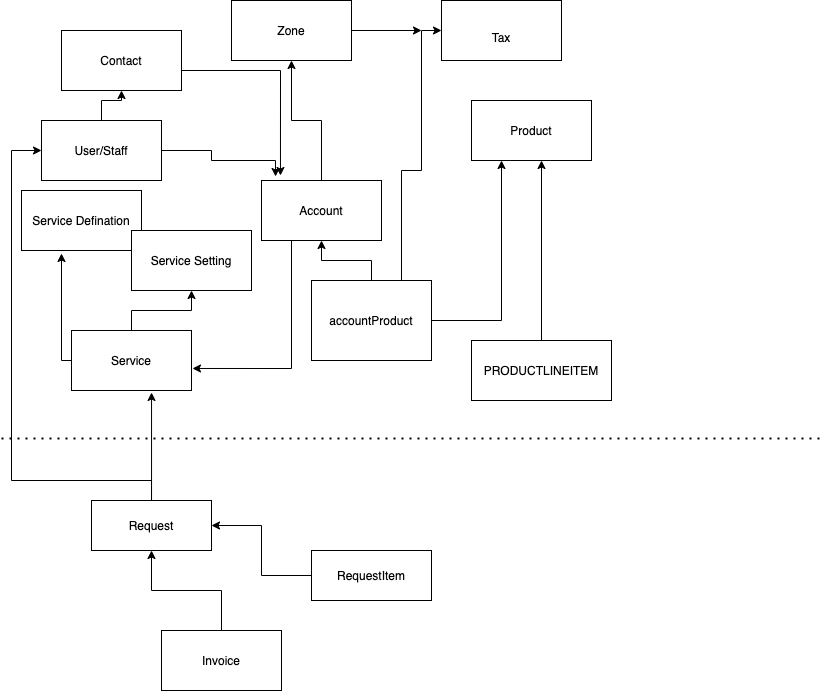 Zone
Tax
Contact
Product
User/Staff
Account
Service Defination
Service Setting
accountProduct
Service
PRODUCTLINEITEM
Request
RequestItem
Invoice